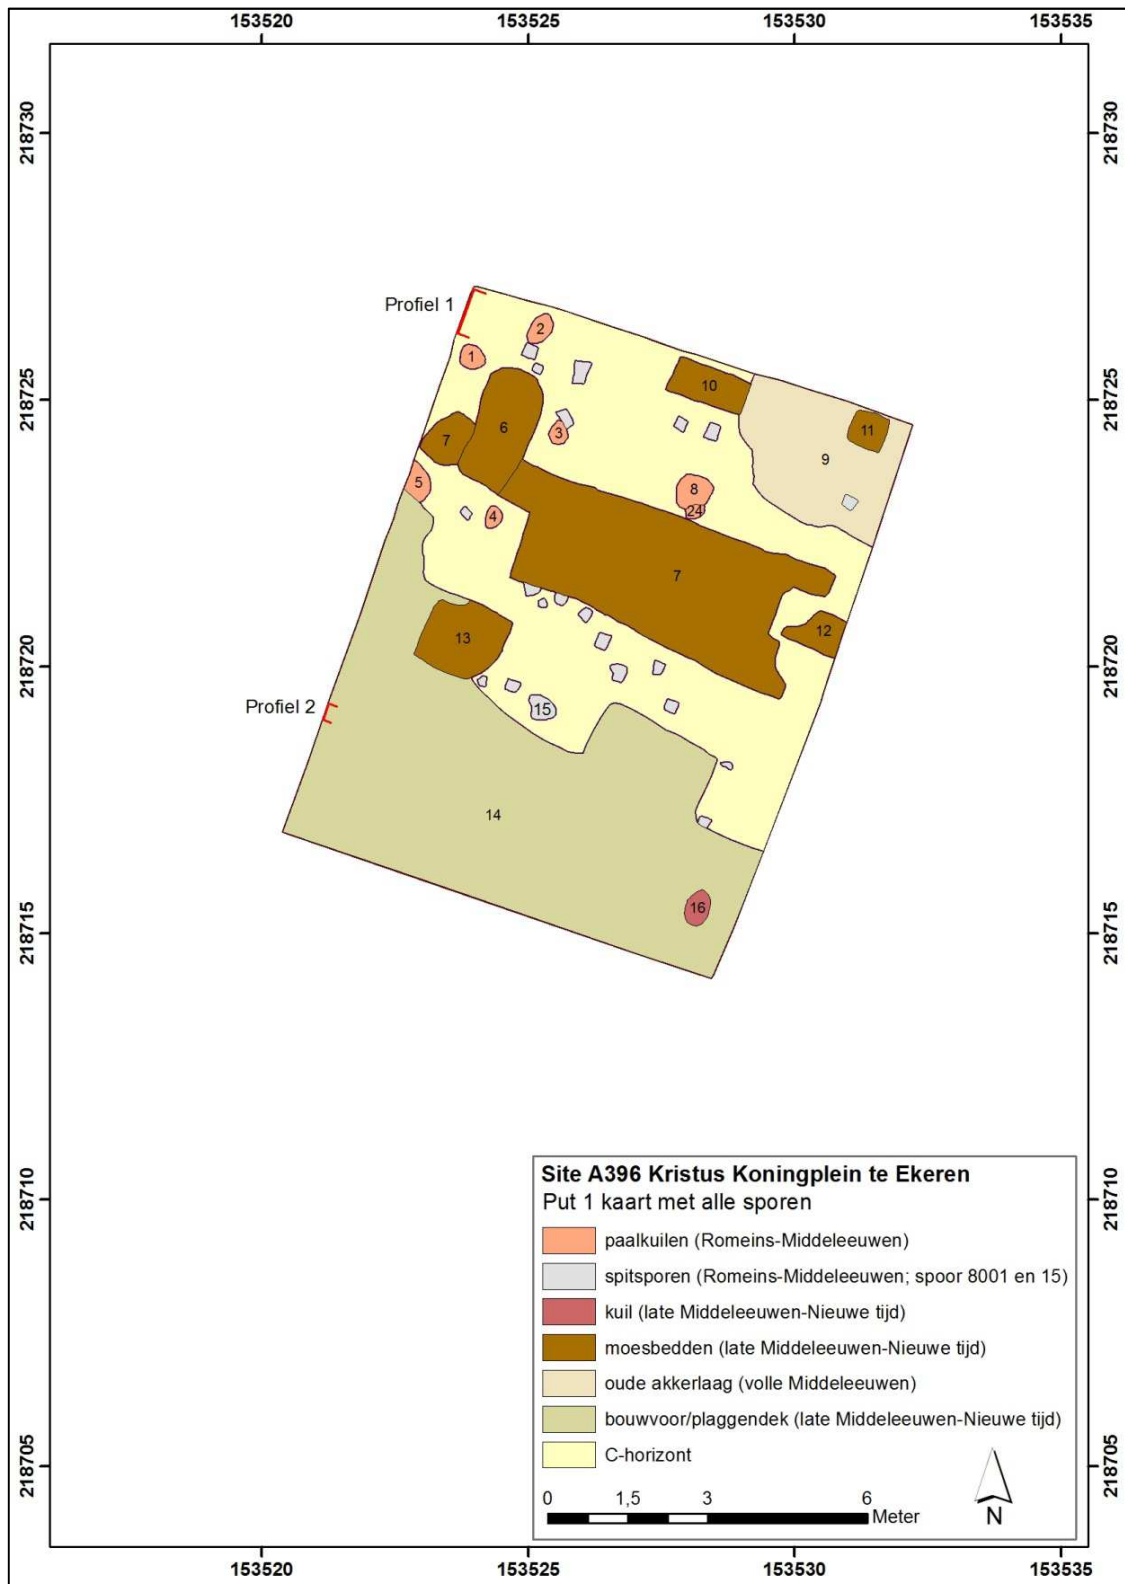 153520 153525 153530 153535
218730 218730
Profiel 1
2
1
218725 218725
10
6
3
11
7
9
5
8
24
4
7
12
13
218720 218720
Profiel 2
15
14
16
218715 218715
Site A396 Kristus Koningplein te Ekeren
Put 1 kaart met alle sporen
218710 218710
paalkuilen (Romeins-Middeleeuwen)
spitsporen (Romeins-Middeleeuwen; spoor 8001 en 15)
kuil (late Middeleeuwen-Nieuwe tijd)
moesbedden (late Middeleeuwen-Nieuwe tijd)
oude akkerlaag (volle Middeleeuwen)
bouwvoor/plaggendek (late Middeleeuwen-Nieuwe tijd)
C-horizont
218705 218705
0 1,5 3 6
Meter
N
153520 153525 153530 153535